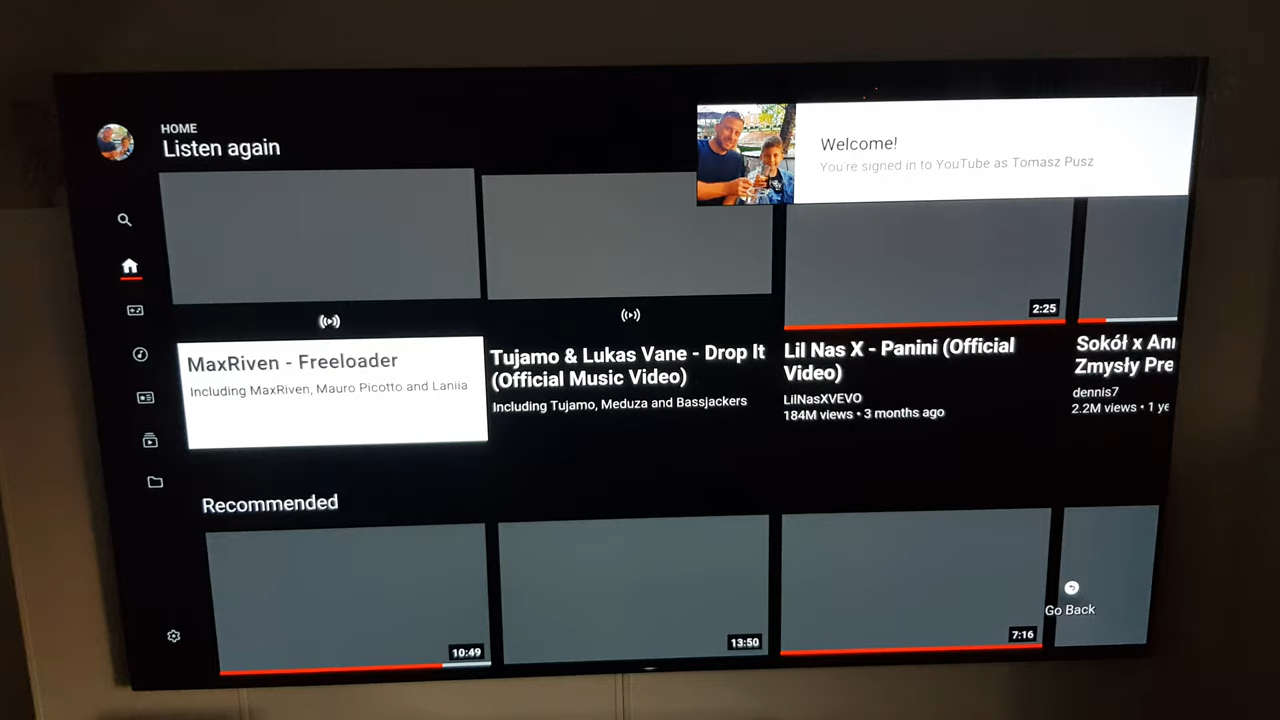 HOME
Listen again
Welcome!
You're signed in to YouTube as Tomasz Pusz
2:25
MaxRiven - Freeloader
Including MaxRiven, Mauro Picotto and Laniia
Tujamo & Lukas Vane - Drop It
(Official Music Video)
Including Tujamo, Meduza and Bassjackers
Lil Nas X - Panini (Official
Video)
LilNasXVEVO
184M views • 3 months ago
Sokół x
Zmysły
dennis7
2.2M views • 1
Recommended
10:49
13:50
7:16
Go Back